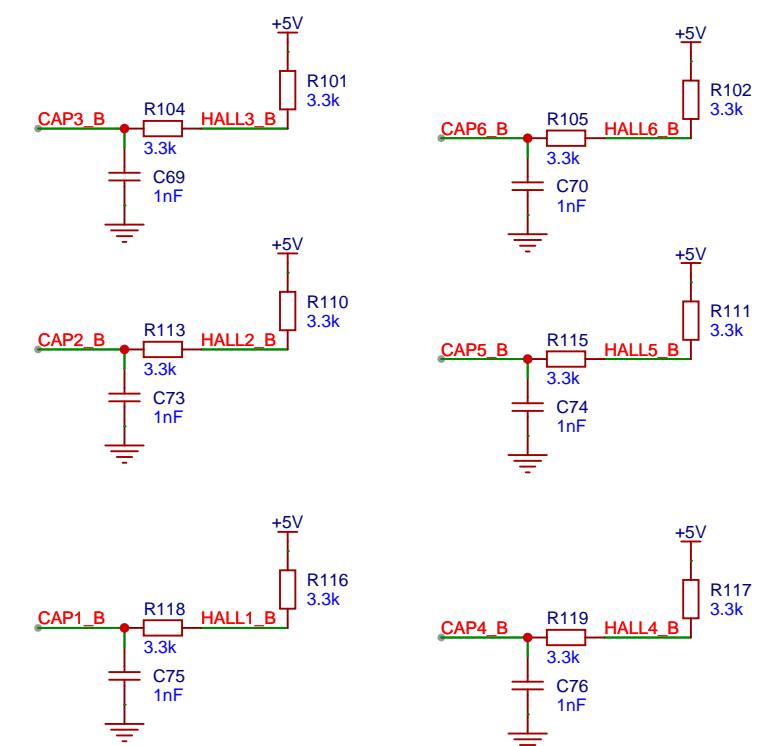 +5V
R101
3.3k
R104
CAP3_B
HALL3_B
3.3k
C69
1nF
+5V
R102
3.3k
R105
CAP6_B
HALL6_B
3.3k
C70
1nF
+5V
R110
3.3k
R113
CAP2_B
HALL2_B
3.3k
C73
1nF
+5V
R111
3.3k
R115
CAP5_B
HALL5_B
3.3k
C74
1nF
+5V
R116
3.3k
R118
CAP1_B
HALL1_B
3.3k
C75
1nF
+5V
R117
3.3k
R119
CAP4_B
HALL4_B
3.3k
C76
1nF